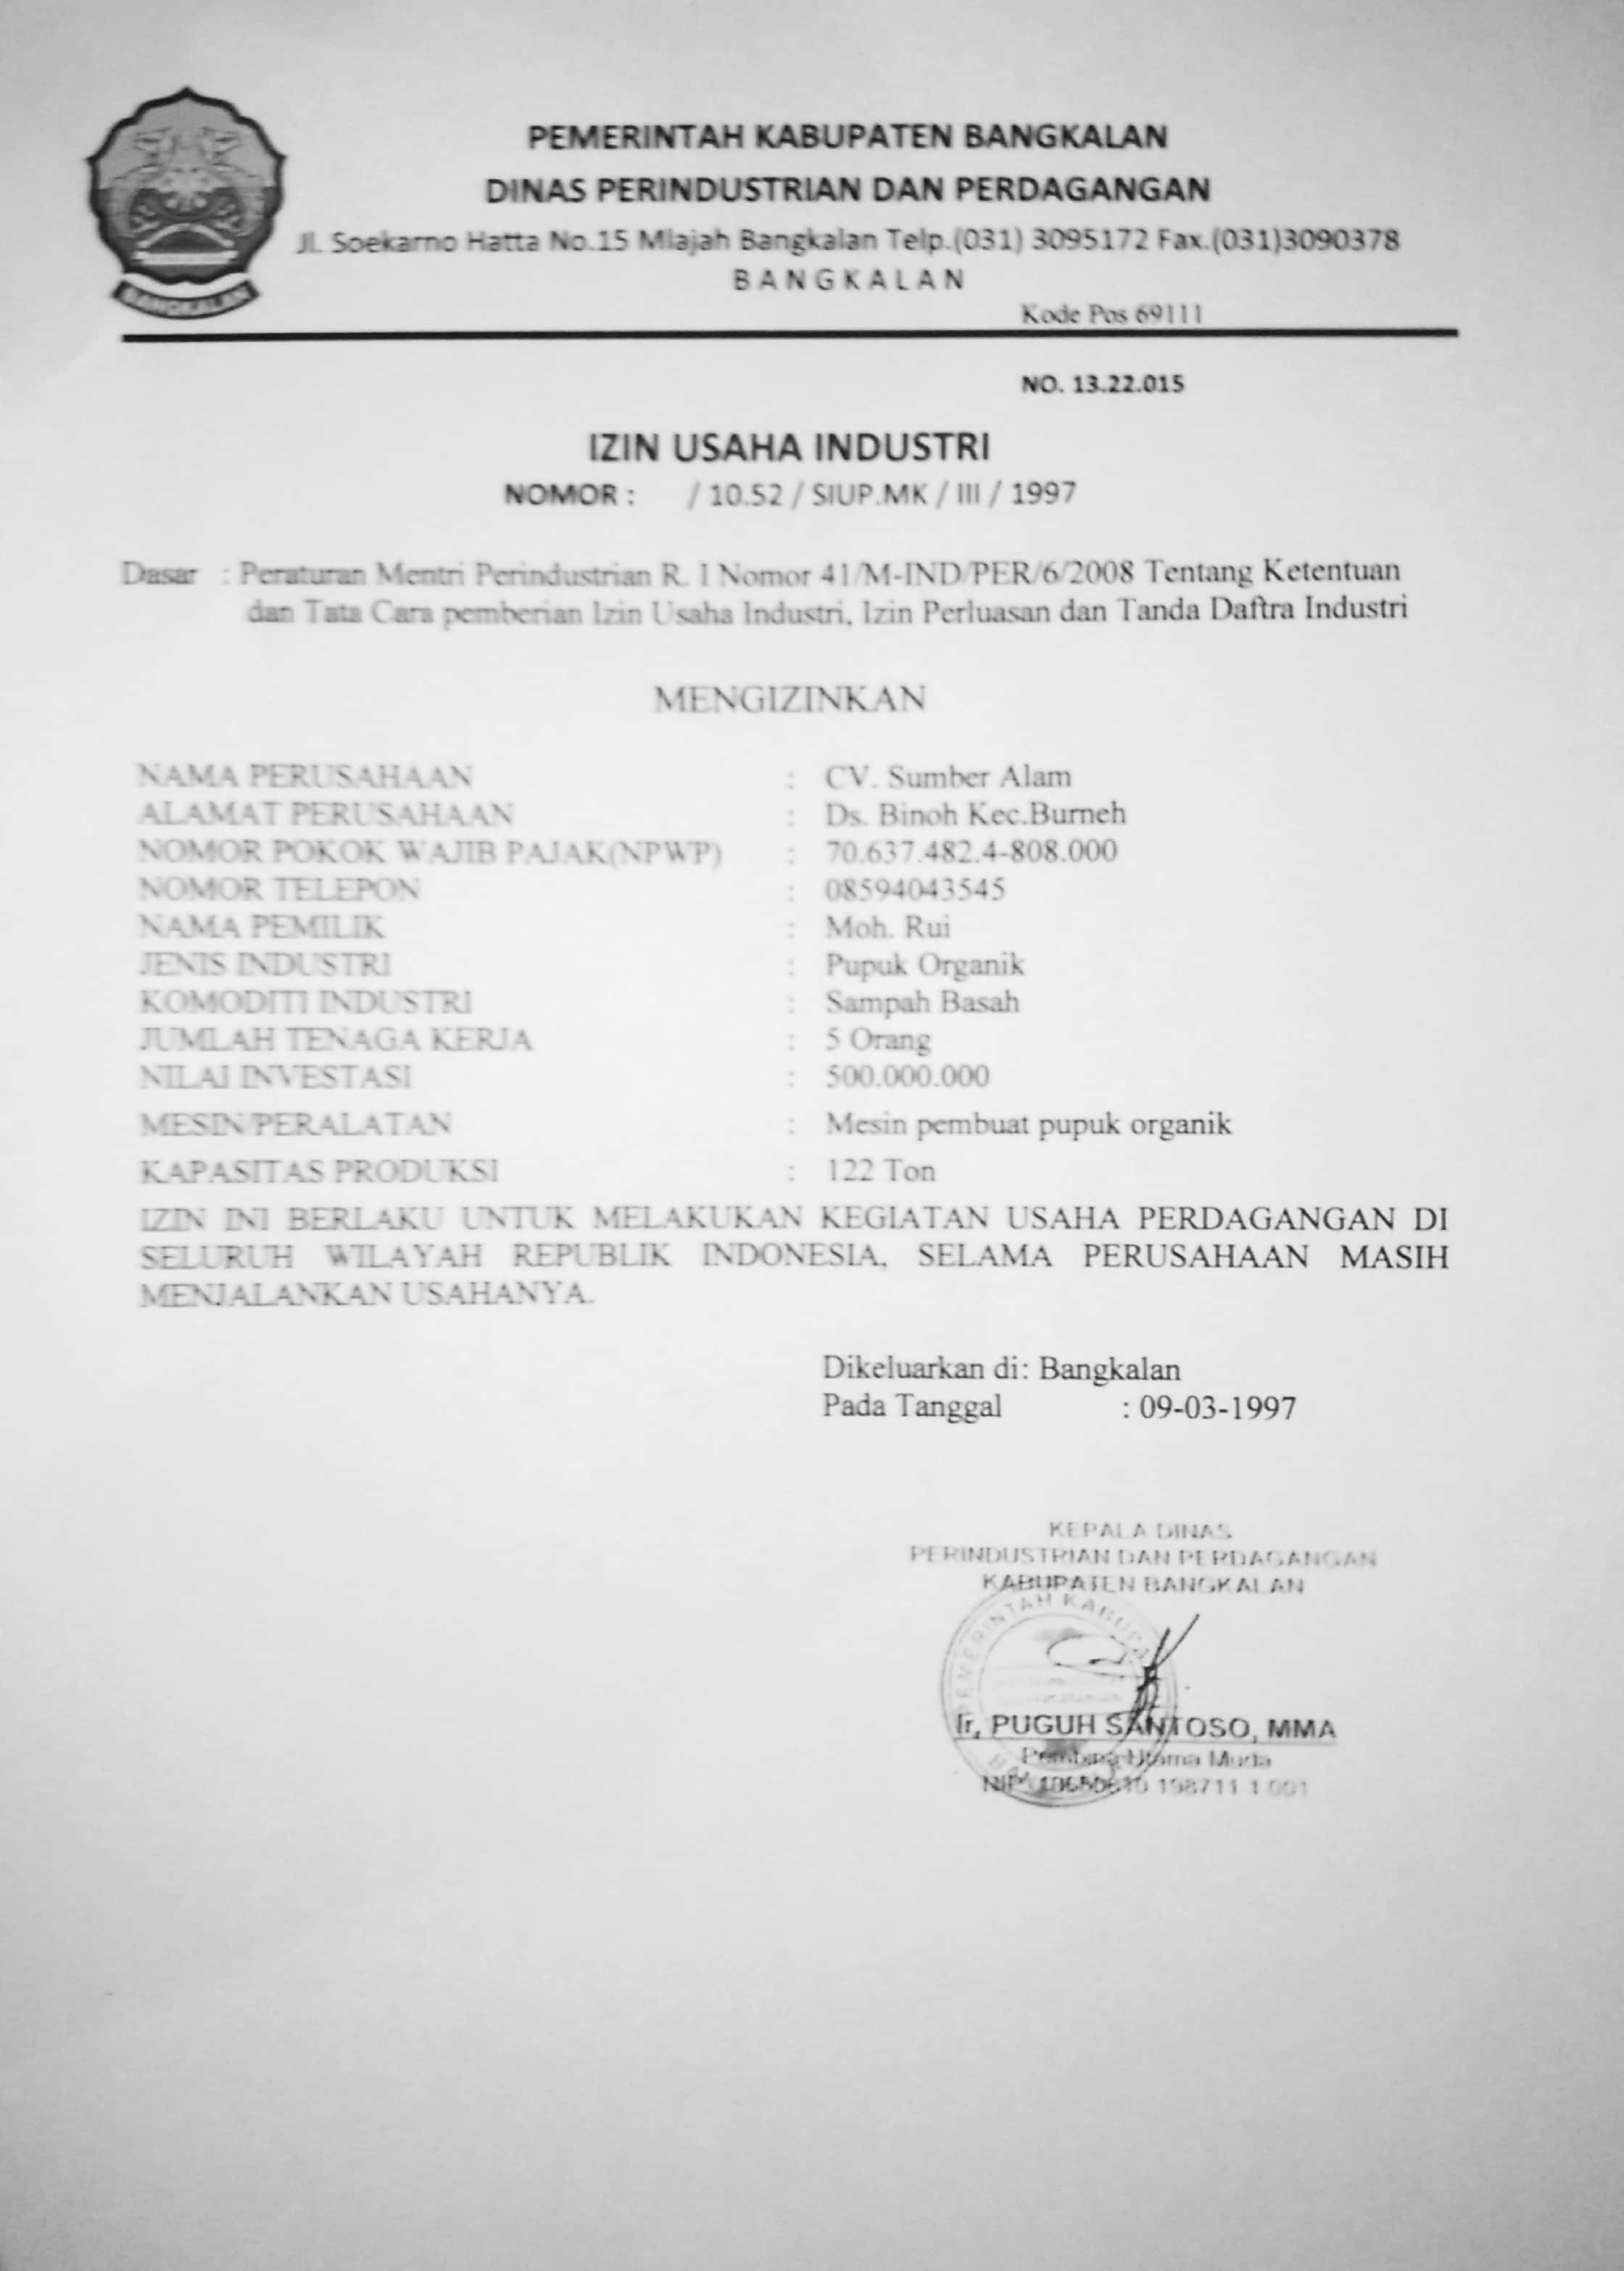 PEMERINTAH KABUPATEN BANGKALAN
DINAS PERINDUSTRIAN DAN PERDAGANGAN
Jl. Soekarno Hatta No.15 Mlajah Bangkalan Telp.(031) 3095172 Fax.(031)3090378
BANGKALAN
BANGKALAN
Kode Pos 69111
NO. 13.22.015
IZIN USAHA INDUSTRI
NOMOR : / 10.52 / SIUP.MK / III / 1997
Dasar : Peraturan Mentri Perindustrian R. I Nomor 41/M-IND/PER/6/2008 Tentang Ketentuan
dan Tata Cara pemberian Izin Usaha Industri, Izin Perluasan dan Tanda Daftra Industri
MENGIZINKAN
NAMA PERUSAHAAN : CV. Sumber Alam
ALAMAT PERUSAHAAN : Ds. Binoh Kec.Burneh
NOMOR POKOK WAJIB PAJAK(NPWP) : 70.637.482.4-808.000
NOMOR TELEPON : 08594043545
NAMA PEMILIK : Moh. Rui
JENIS INDUSTRI : Pupuk Organik
KOMODITI INDUSTRI : Sampah Basah
JUMLAH TENAGA KERJA : 5 Orang
NILAI INVESTASI : 500.000.000
MESIN/PERALATAN : Mesin pembuat pupuk organik
KAPASITAS PRODUKSI : 122 Ton
IZIN INI BERLAKU UNTUK MELAKUKAN KEGIATAN USAHA PERDAGANGAN DI
SELURUH WILAYAH REPUBLIK INDONESIA, SELAMA PERUSAHAAN MASIH
MENJALANKAN USAHANYA.
Dikeluarkan di: Bangkalan
Pada Tanggal : 09-03-1997
KEPALA DINAS
PERINDUSTRIAN DAN PERDAGANGAN
KABUPATEN BANGKALAN
PEMERINTAH KABUPA
Ir, PUGUH SANTOSO, MMA
Pembina Utama Muda
NIP 198711 1 001